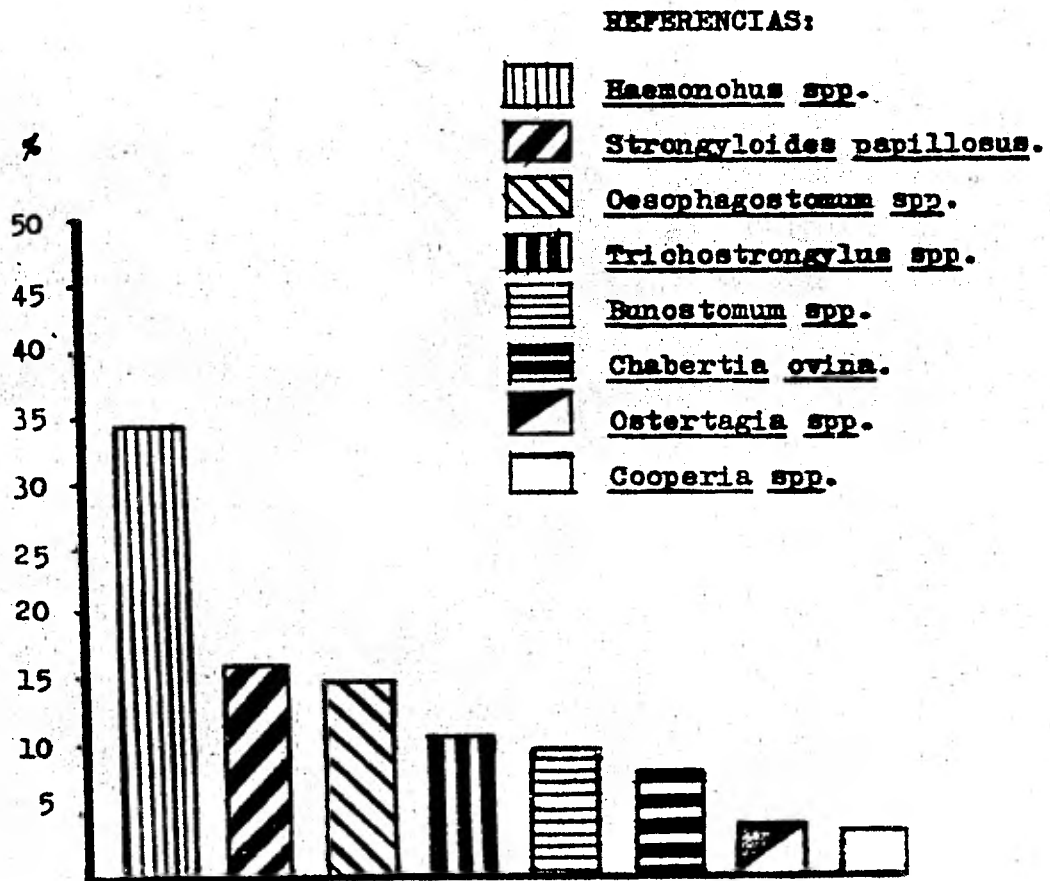 REFERENCIAS:
Haemonohus spp.
Strongyloides papillosus.
Oesophagostomum spp.
Trichostrongylus spp.
Bunostomum spp.
Chabertia ovina.
Ostertagia spp.
Cooperia spp.
%
50
45
40
35
30
25
20
15
10
5